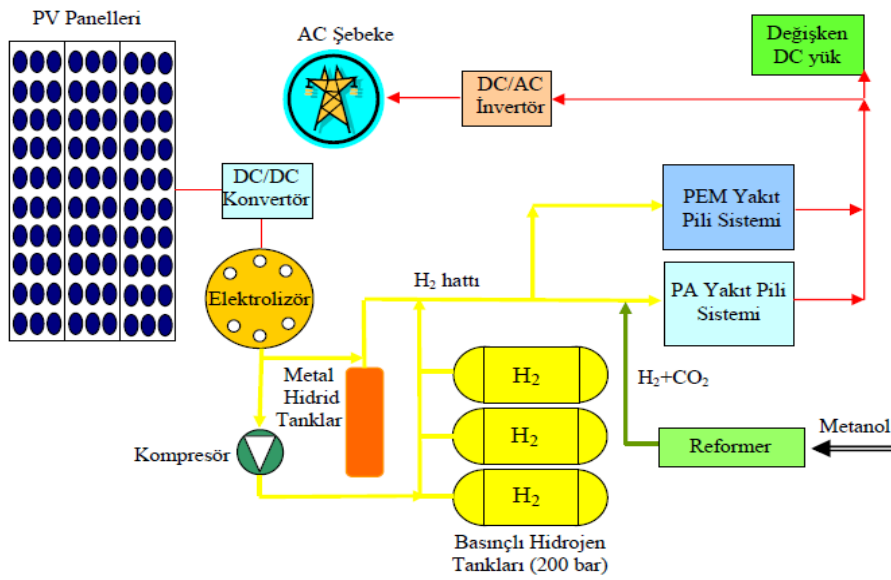 PV Panelleri
AC Şebeke
Değişken
DC yük
DC/AC
İnvertör
DC/DC
Konvertör
PEM Yakıt
Pili Sistemi
Elektrolizör
H₂ hattı
PA Yakıt Pili
Sistemi
Metal
Hidrid
Tanklar
H₂
H₂
H₂
H₂+CO₂
Metanol
Reformer
Kompresör
Basınçlı Hidrojen
Tankları (200 bar)